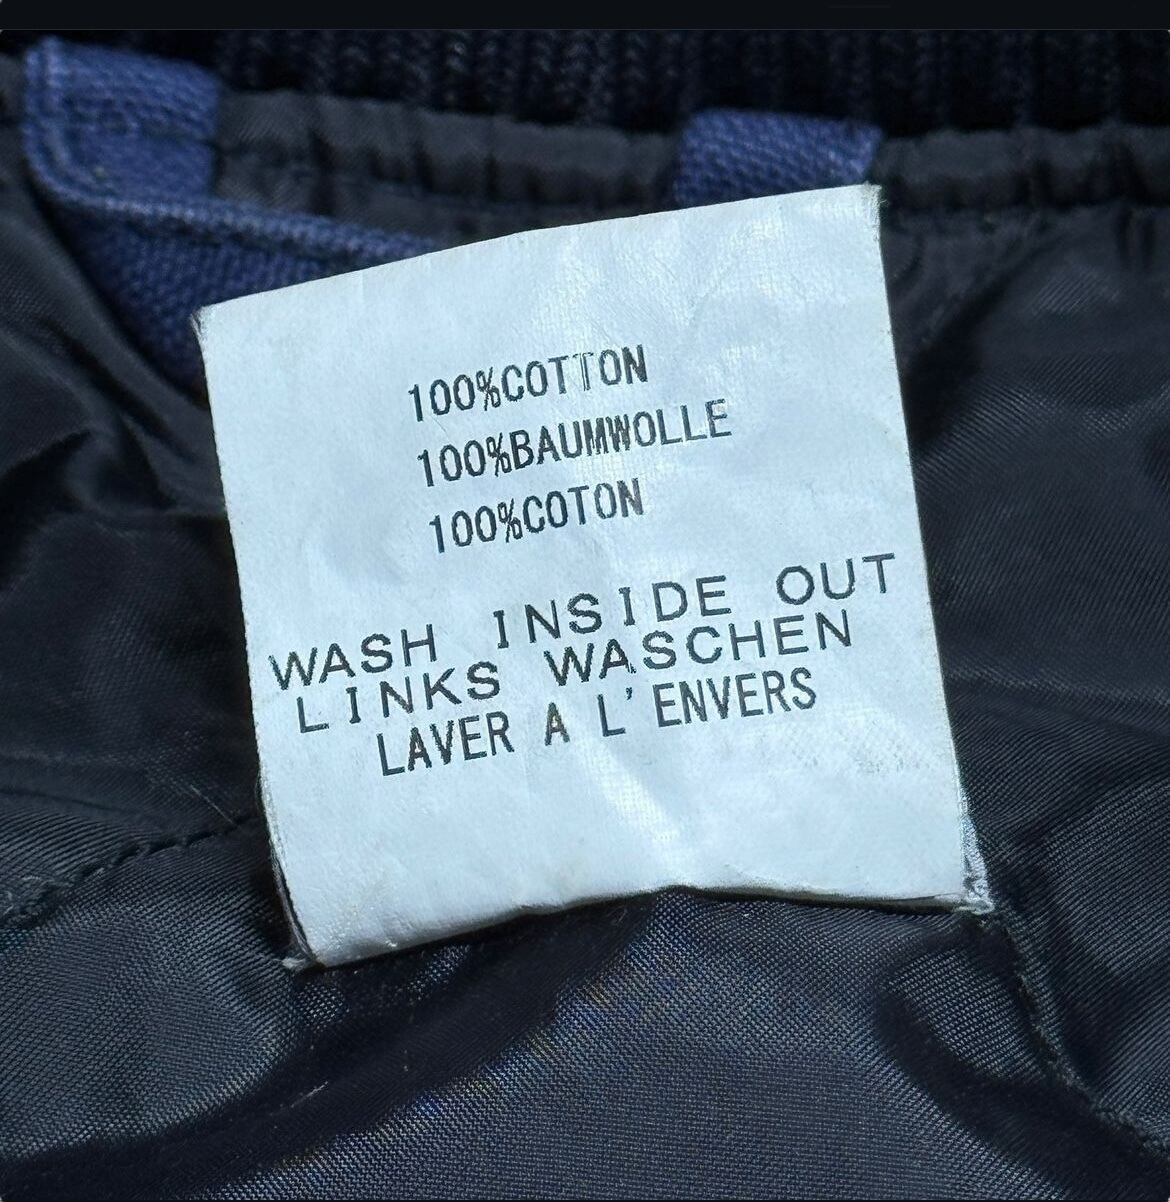 100%COTTON
100%BAUMWOLLE
100%COTON
WASH INSIDE OUT
LINKS WASCHEN
LAVER A L'ENVERS